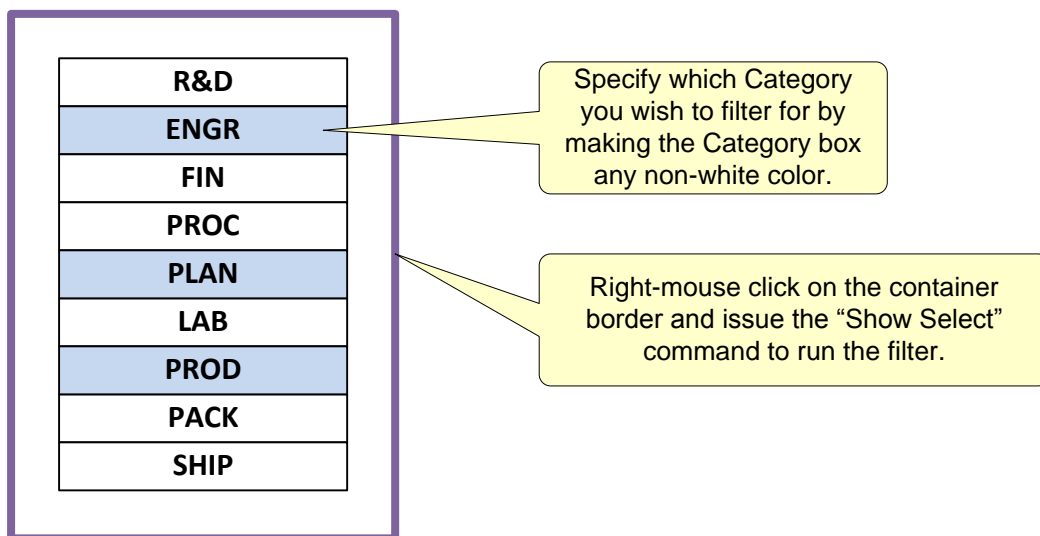 R&D
ENGR
FIN
PROC
PLAN
LAB
PROD
PACK
SHIP
Specify which Category
you wish to filter for by
making the Category box
any non-white color.
Right-mouse click on the container
border and issue the “Show Select”
command to run the filter.